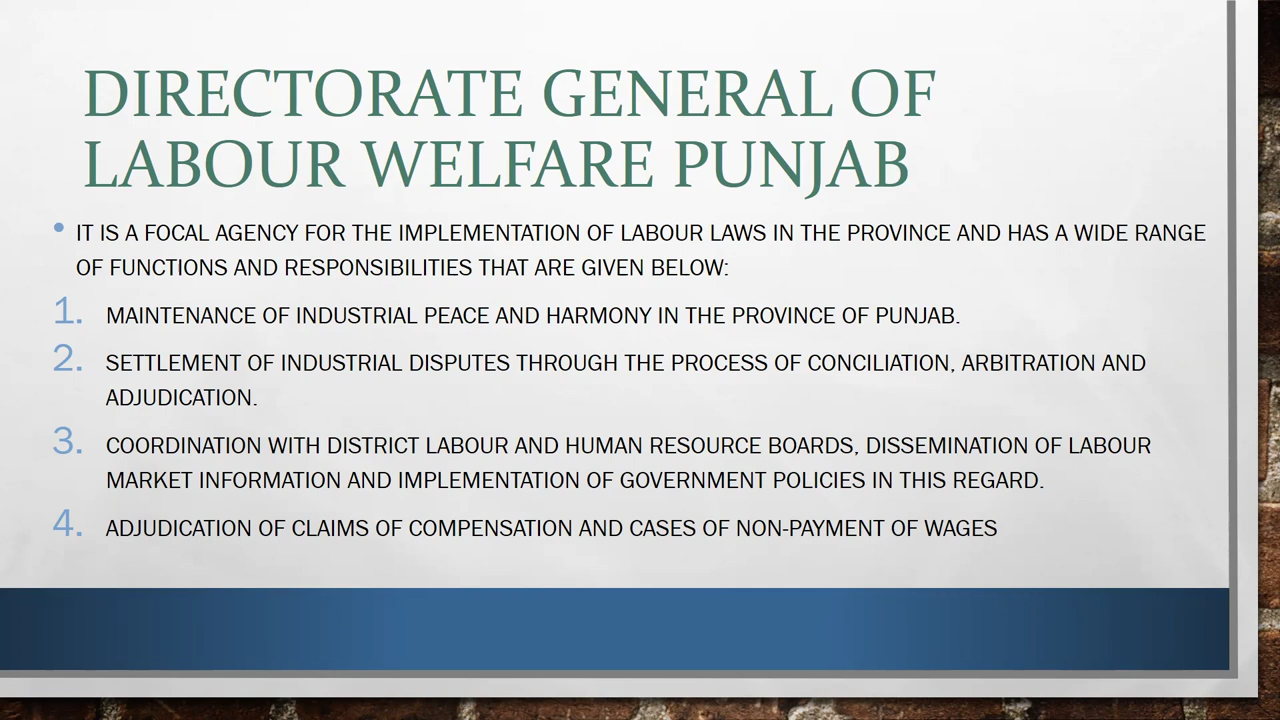 DIRECTORATE GENERAL OF
LABOUR WELFARE PUNJAB
• IT IS A FOCAL AGENCY FOR THE IMPLEMENTATION OF LABOUR LAWS IN THE PROVINCE AND HAS A WIDE RANGE
OF FUNCTIONS AND RESPONSIBILITIES THAT ARE GIVEN BELOW:
1. MAINTENANCE OF INDUSTRIAL PEACE AND HARMONY IN THE PROVINCE OF PUNJAB.
2. SETTLEMENT OF INDUSTRIAL DISPUTES THROUGH THE PROCESS OF CONCILIATION, ARBITRATION AND
ADJUDICATION.
3. COORDINATION WITH DISTRICT LABOUR AND HUMAN RESOURCE BOARDS, DISSEMINATION OF LABOUR
MARKET INFORMATION AND IMPLEMENTATION OF GOVERNMENT POLICIES IN THIS REGARD.
4. ADJUDICATION OF CLAIMS OF COMPENSATION AND CASES OF NON-PAYMENT OF WAGES